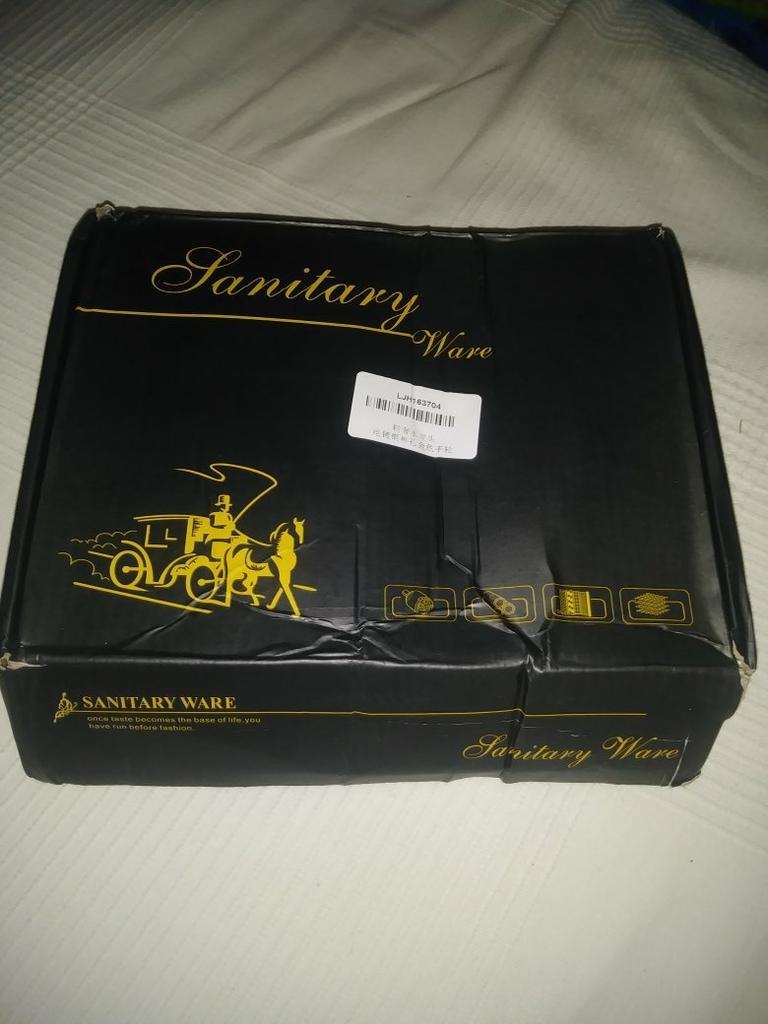 Sanitary
Ware
LJH163704
SANITARY WARE
once taste becomes the base of life,you
have run before fashion.
Sanitary Ware